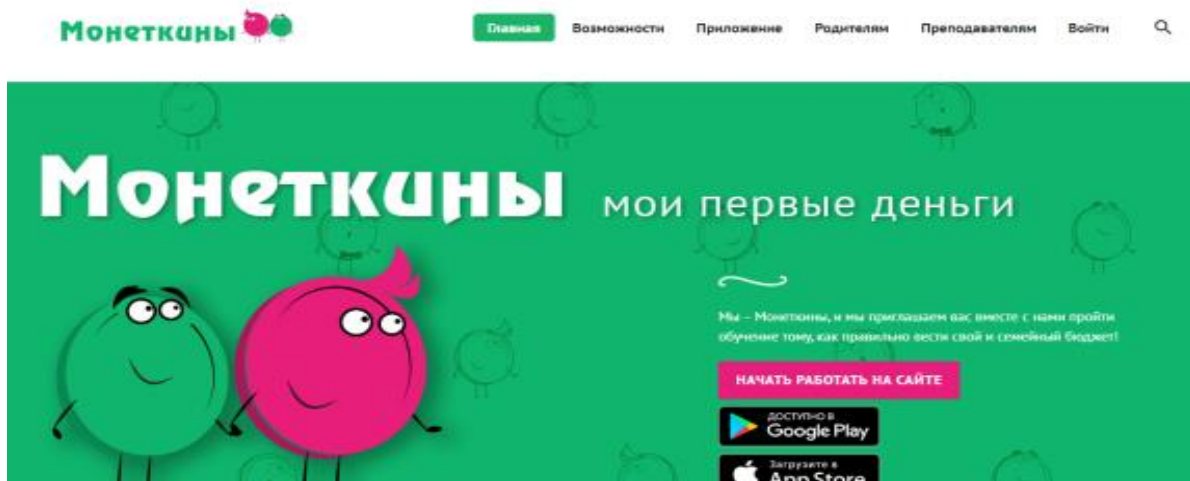 Монеткины
Главная Возможности Приложение Родителям Преподавателям Войти
Монеткины мои первые деньги
Мы – Монеткины, и мы приглашаем вас вместе с нами пройти
обучение тому, как правильно вести свой и семейный бюджет!
НАЧАТЬ РАБОТАТЬ НА САЙТЕ
ДОСТУПНО В
Google Play
Загрузите в
App Store